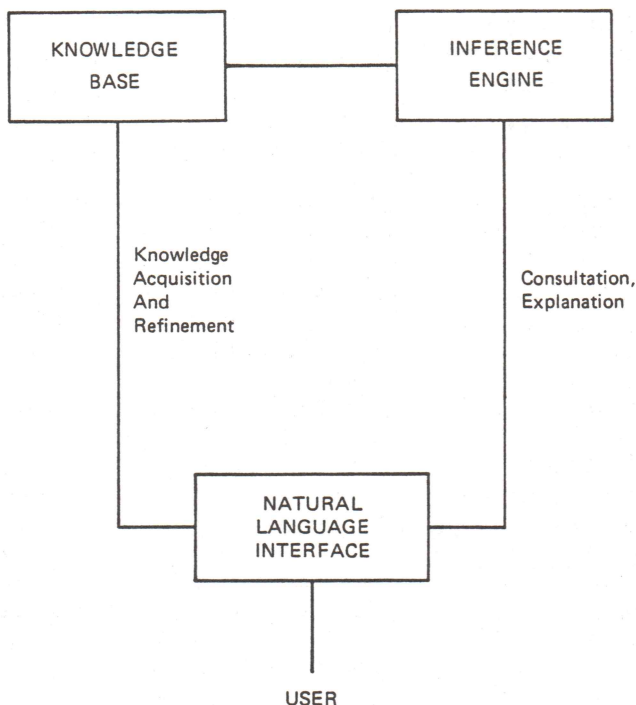 KNOWLEDGE
BASE
INFERENCE
ENGINE
Knowledge
Acquisition
And
Refinement
Consultation,
Explanation
NATURAL
LANGUAGE
INTERFACE
USER